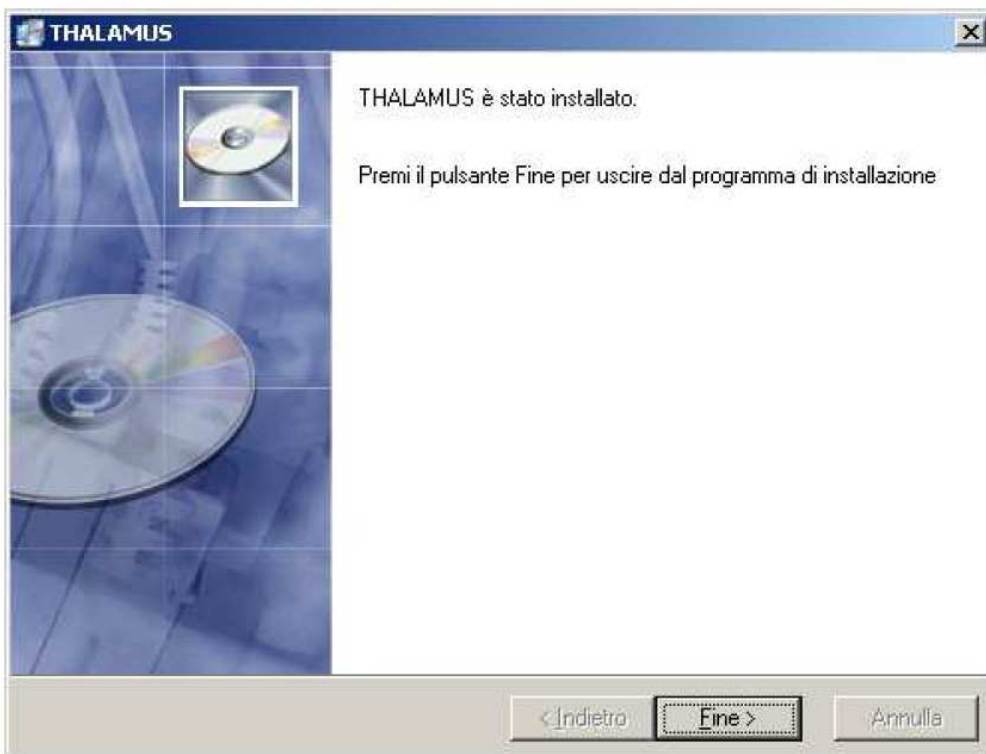 THALAMUS
THALAMUS è stato installato.
Premi il pulsante Fine per uscire dal programma di installazione
< Indietro
Fine >
Annulla